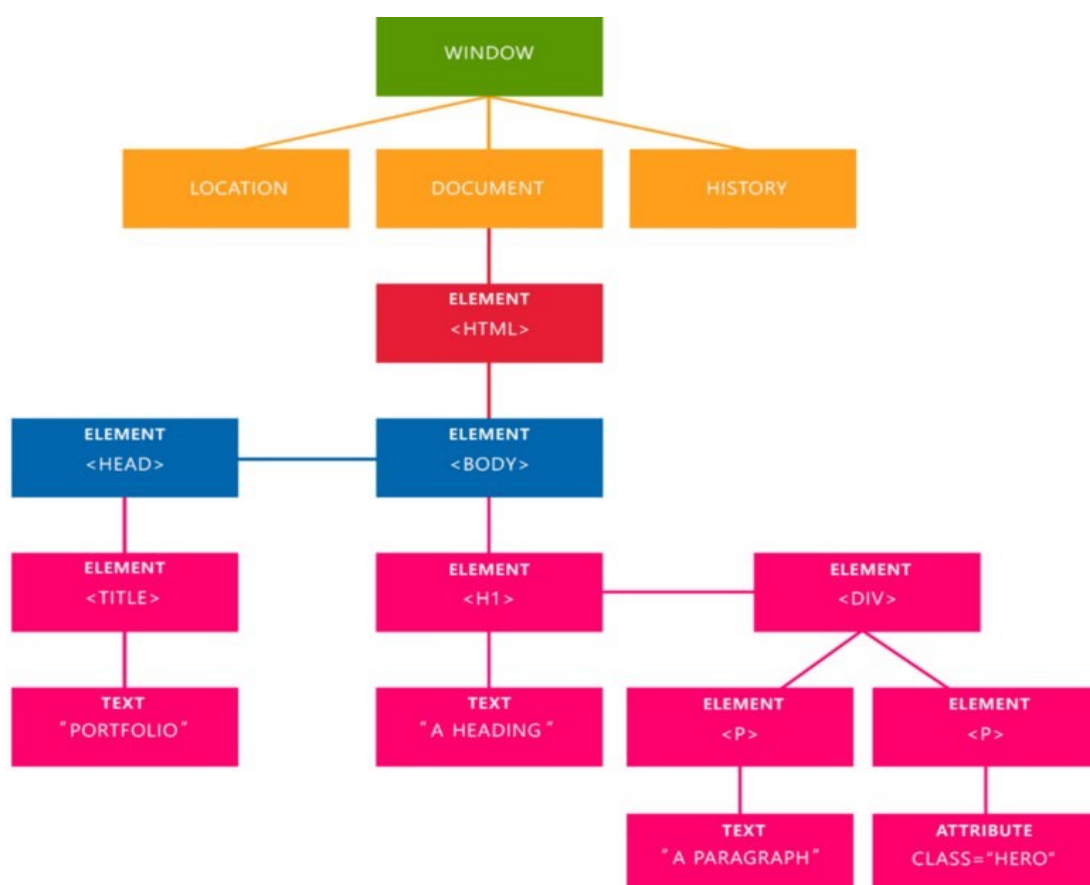 WINDOW
LOCATION
DOCUMENT
HISTORY
ELEMENT
<HTML>
ELEMENT
<HEAD>
ELEMENT
<BODY>
ELEMENT
<TITLE>
ELEMENT
<H1>
ELEMENT
<DIV>
TEXT
"PORTFOLIO"
TEXT
"A HEADING"
ELEMENT
<P>
ELEMENT
<P>
TEXT
"A PARAGRAPH"
ATTRIBUTE
CLASS="HERO"